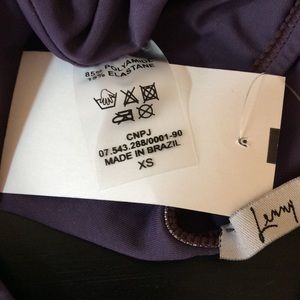 85% POLYAMIDE
15% ELASTANE
CNPJ
07.543.288/0001-90
MADE IN BRAZIL
XS
Lenny